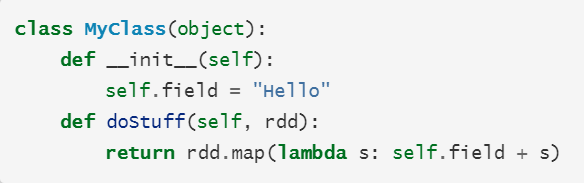 class MyClass(object):
    def __init__(self):
        self.field = "Hello"
    def doStuff(self, rdd):
        return rdd.map(lambda s: self.field + s)